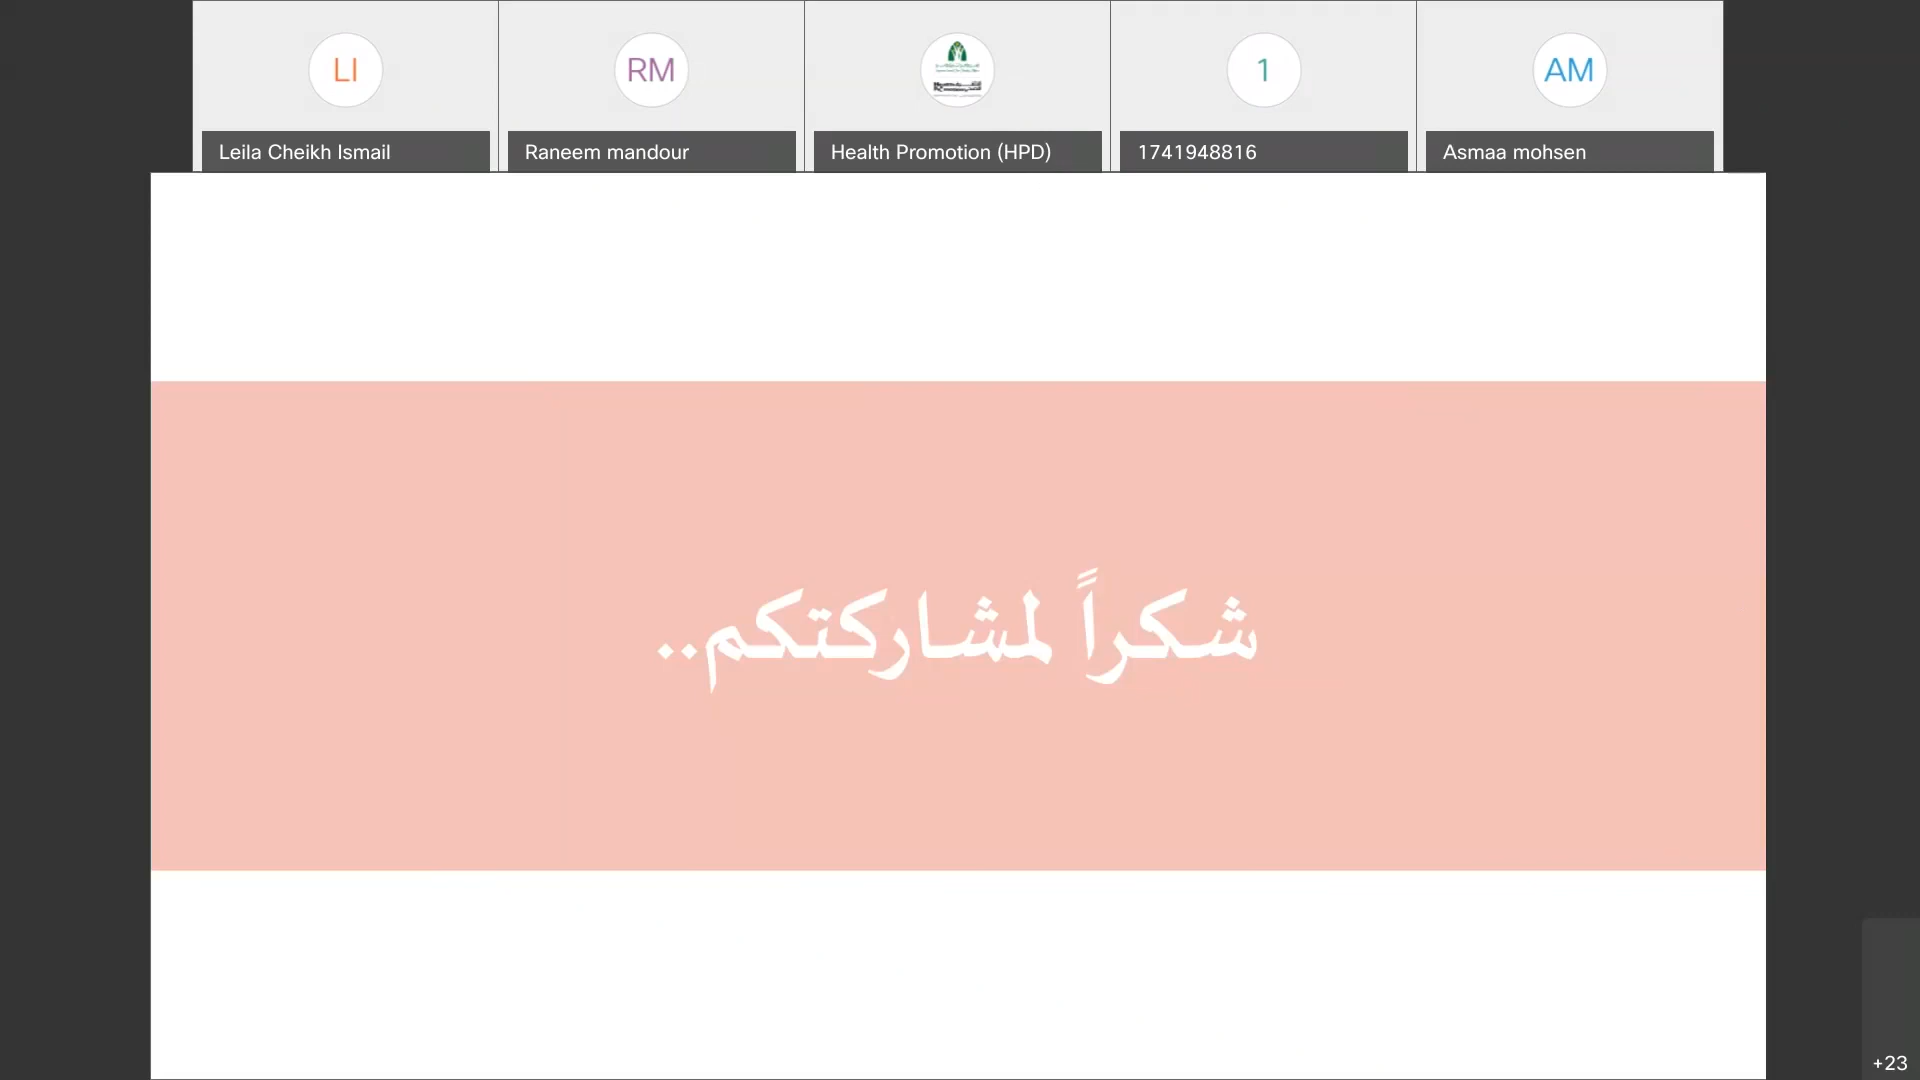 LI
RM
1
AM
Leila Cheikh Ismail
Raneem mandour
Health Promotion (HPD)
1741948816
Asmaa mohsen
شكراً لمشاركتكم..
+23